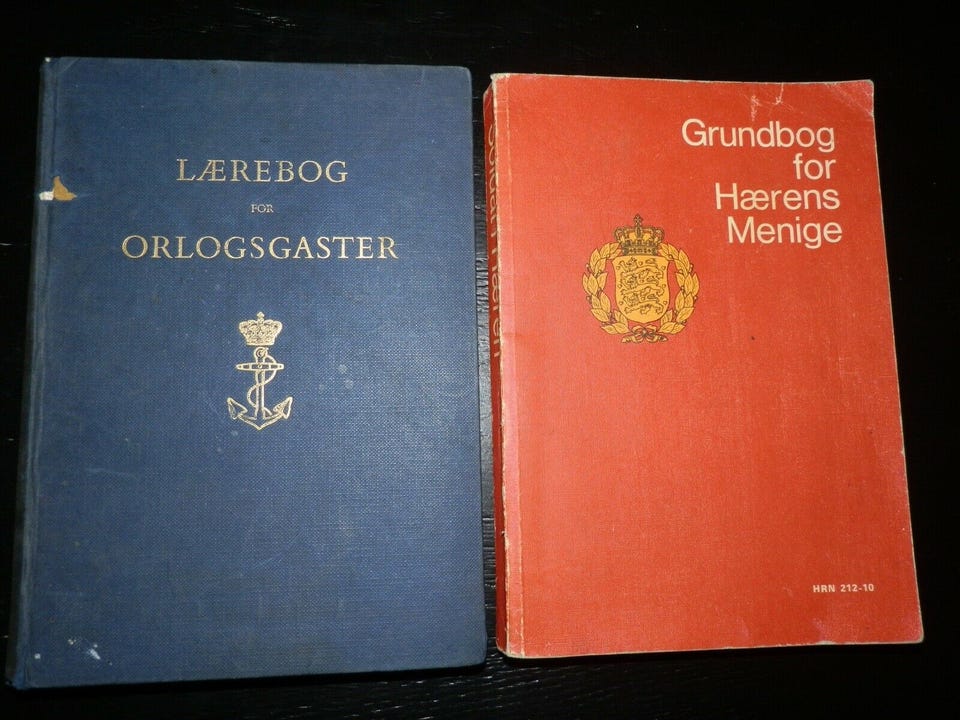 LÆREBOG
FOR
ORLOGSGASTER
Grundbog
for
Hærens
Menige
HRN 212-10